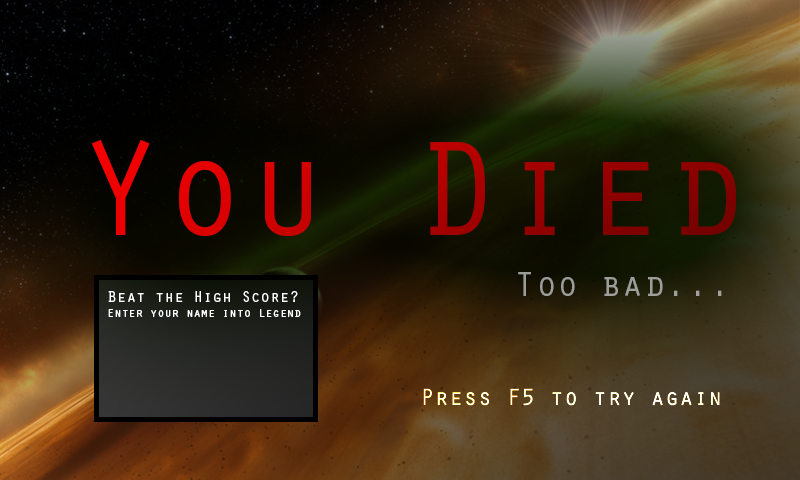 You Died
Too bad...
Beat the High Score?
Enter your name into Legend
Press F5 to try again